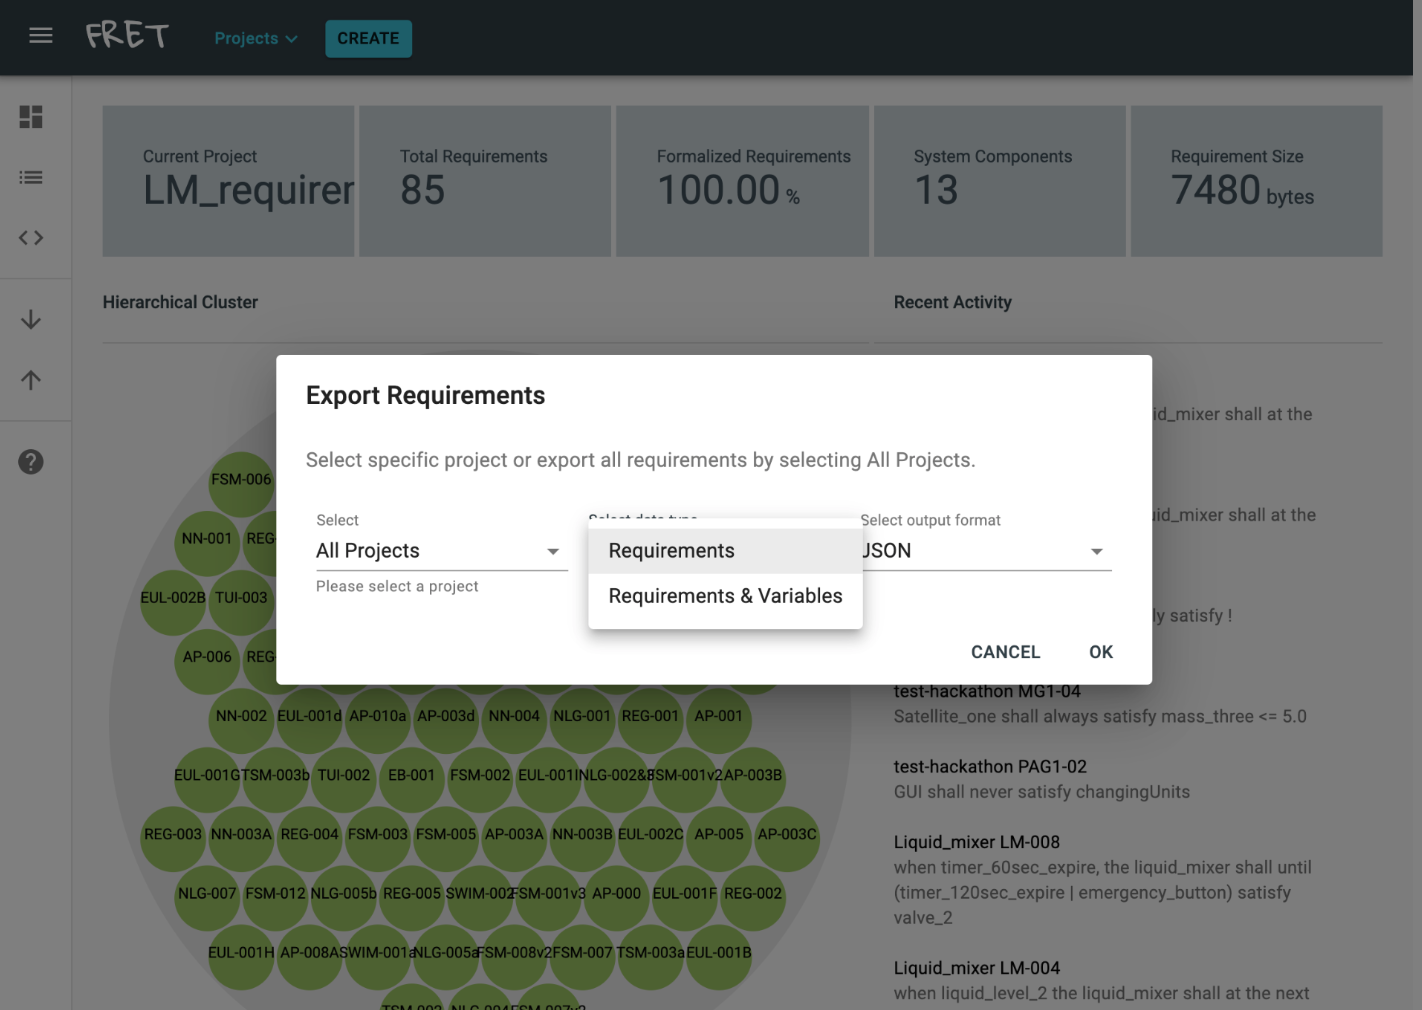 FRET
Projects
CREATE
Current Project
LM_requirer
Total Requirements
85
Formalized Requirements
100.00 %
System Components
13
Requirement Size
7480 bytes
Hierarchical Cluster
Recent Activity
Export Requirements
Select specific project or export all requirements by selecting All Projects.
Select
All Projects
Please select a project
Requirements
Requirements & Variables
Select output format
JSON
CANCEL
OK
id_mixer shall at the
uid_mixer shall at the
ly satisfy !
test-hackathon MG1-04
Satellite_one shall always satisfy mass_three <= 5.0
test-hackathon PAG1-02
GUI shall never satisfy changingUnits
Liquid_mixer LM-008
when timer_60sec_expire, the liquid_mixer shall until
(timer_120sec_expire | emergency_button) satisfy
valve_2
Liquid_mixer LM-004
when liquid_level_2 the liquid_mixer shall at the next
FSM-006
NN-001 REG-
EUL-002B TUI-003
AP-006 REG-
NN-002 EUL-001d AP-010a AP-003d NN-004 NLG-001 REG-001 AP-001
EUL-001G TSM-003b TUI-002 EB-001 FSM-002 EUL-001I NLG-002& FSM-001v2 AP-003B
REG-003 NN-003A REG-004 FSM-003 FSM-005 AP-003A NN-003B EUL-002C AP-005 AP-003C
NLG-007 FSM-012 NLG-005b REG-005 SWIM-002 FSM-001v3 AP-000 EUL-001F REG-002
EUL-001H AP-008A SWIM-001a NLG-005a FSM-008v2 FSM-007 TSM-003a EUL-001B